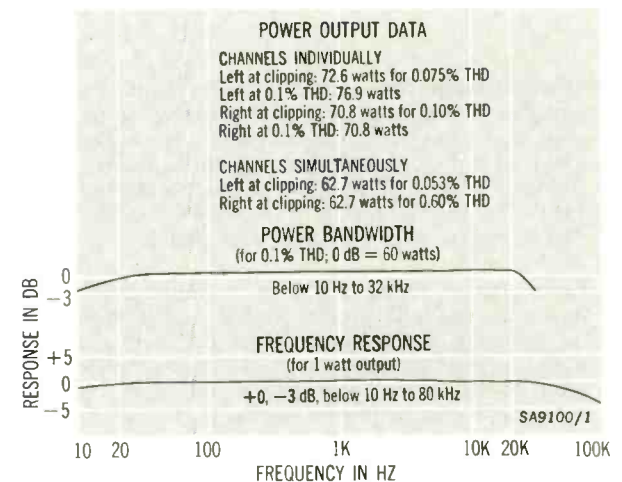 POWER OUTPUT DATA
CHANNELS INDIVIDUALLY
Left at clipping: 72.6 watts for 0.075% THD
Left at 0.1% THD: 76.9 watts
Right at clipping: 70.8 watts for 0.10% THD
Right at 0.1% THD: 70.8 watts
CHANNELS SIMULTANEOUSLY
Left at clipping: 62.7 watts for 0.053% THD
Right at clipping: 62.7 watts for 0.60% THD
POWER BANDWIDTH
(for 0.1% THD; 0 dB = 60 watts)
0
−3
Below 10 Hz to 32 kHz
RESPONSE IN DB
FREQUENCY RESPONSE
(for 1 watt output)
+5
0
−5
+0, −3 dB, below 10 Hz to 80 kHz
SA9100/1
10 20 100 1K 10K 20K 100K
FREQUENCY IN HZ